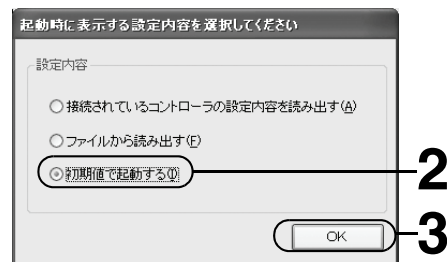 起動時に表示する設定内容を選択してください
設定内容
接続されているコントローラの設定内容を読み出す(A)
ファイルから読み出す(F)
初期値で起動する(I)
2
OK
3